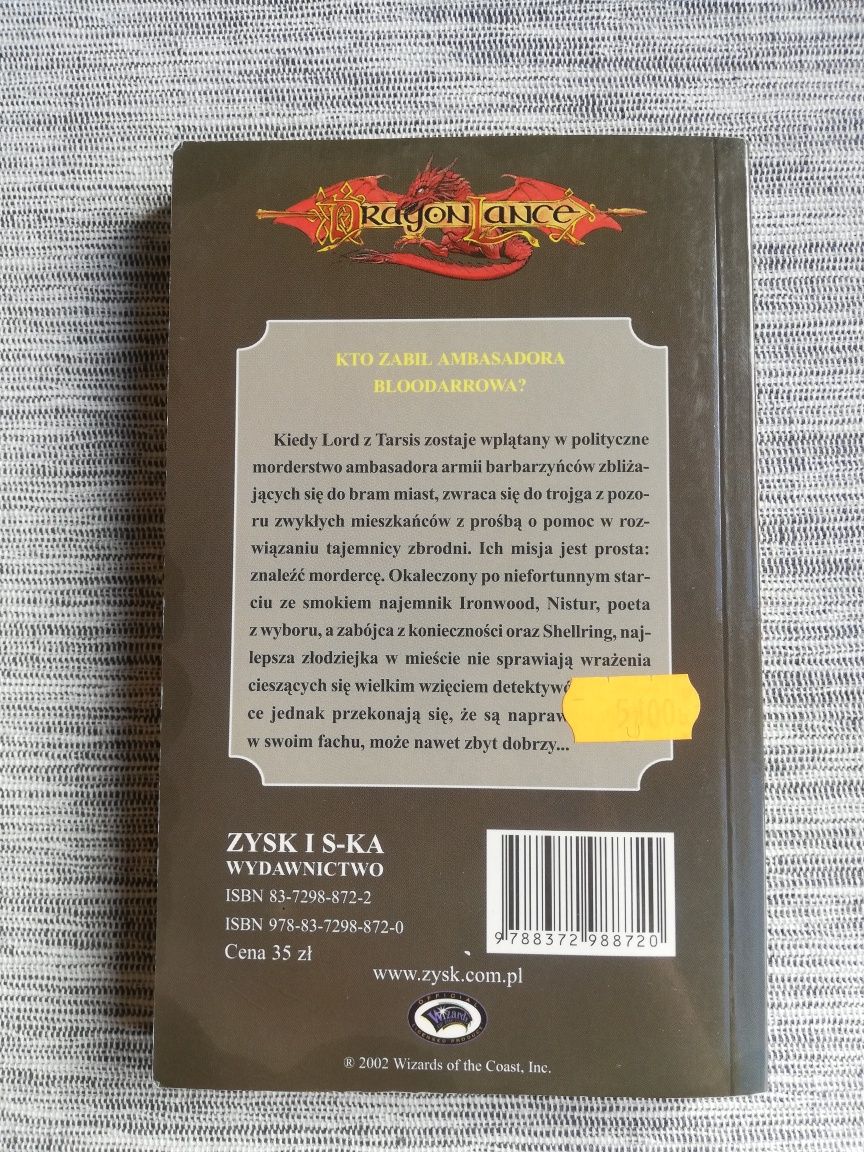 DRAGONLANCE
KTO ZABIŁ AMBASADORA
BLOODARROWA?
Kiedy Lord z Tarsis zostaje wplątany w polityczne
morderstwo ambasadora armii barbarzyńców zbliża-
jących się do bram miast, zwraca się do trojga z pozo-
ru zwykłych mieszkańców z prośbą o pomoc w roz-
wiązaniu tajemnicy zbrodni. Ich misja jest prosta:
znaleźć mordercę. Okaleczony po niefortunnym star-
ciu ze smokiem najemnik Ironwood, Nistur, poeta
z wyboru, a zabójca z konieczności oraz Shellring, naj-
lepsza złodziejka w mieście nie sprawiają wrażenia
cieszących się wielkim wzięciem
ce jednak przekonają się, że są
w swoim fachu, może nawet zbyt dobrzy...
ZYSK I S-KA
WYDAWNICTWO
ISBN 83-7298-872-2
ISBN 978-83-7298-872-0
Cena 35 zł
9 788372 988720
www.zysk.com.pl
OFFICIAL
Wizards
LICENSED PRODUCT
® 2002 Wizards of the Coast, Inc.